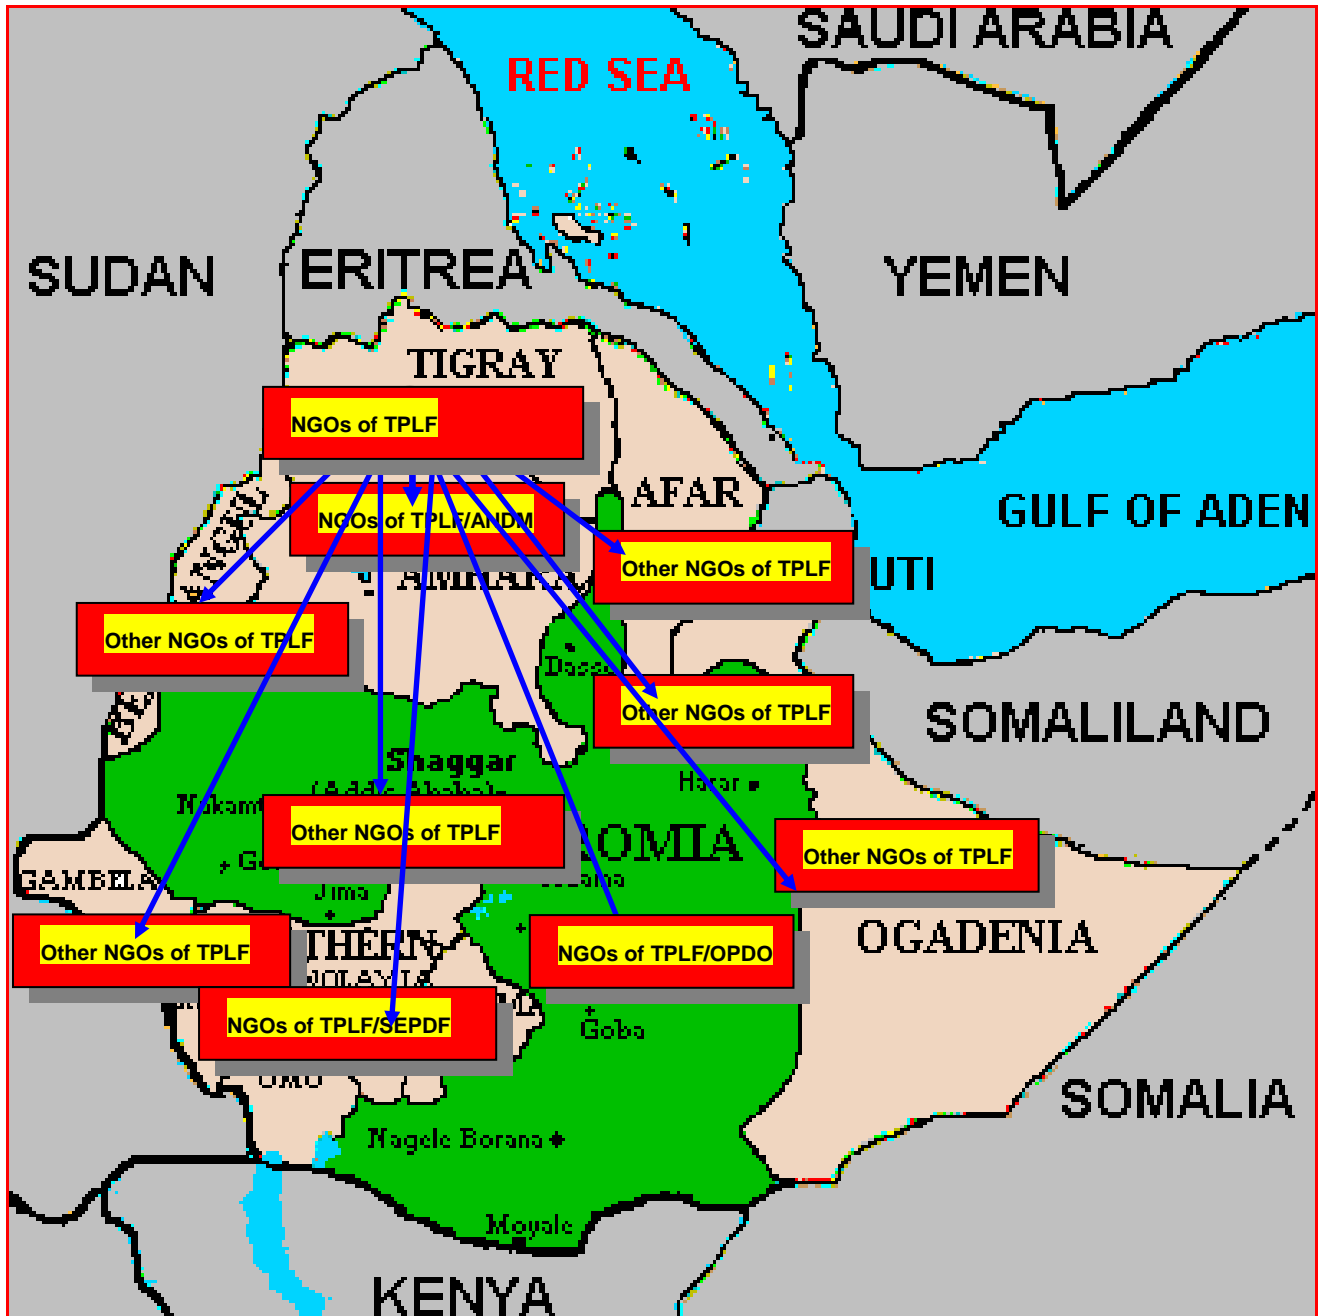 SAUDI ARABIA
RED SEA
SUDAN
ERITREA
YEMEN
TIGRAY
NGOs of TPLF
AFAR
GULF OF ADEN
NGOs of TPLF/ANDM
Other NGOs of TPLF
UTI
Other NGOs of TPLF
Other NGOs of TPLF
SOMALILAND
Shaggar
Harar
Other NGOs of TPLF
OMIA
Other NGOs of TPLF
GAMBELA
Jima
Other NGOs of TPLF
THERN
NGOs of TPLF/OPDO
OGADENIA
NGOs of TPLF/SEPDF
Goba
OMO
SOMALIA
Nagele Borana
Moyale
KENYA